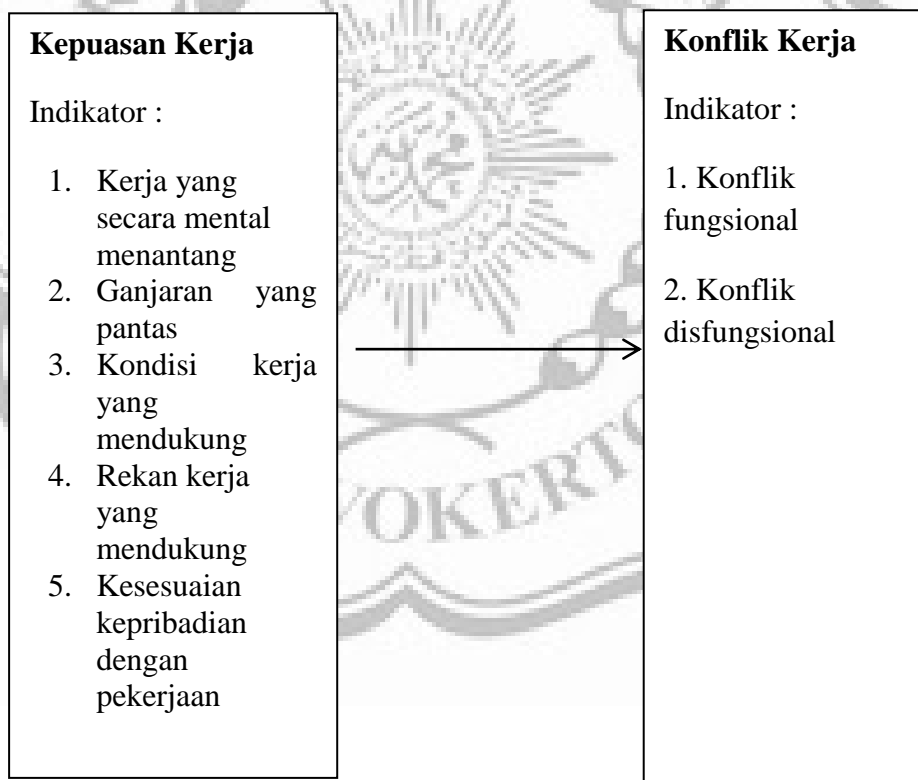 Kepuasan Kerja
Indikator :
1. Kerja yang
secara mental
menantang
2. Ganjaran yang
pantas
3. Kondisi kerja
yang
mendukung
4. Rekan kerja
yang
mendukung
5. Kesesuaian
kepribadian
dengan
pekerjaan
Konflik Kerja
Indikator :
1. Konflik
fungsional
2. Konflik
disfungsional
OKERT